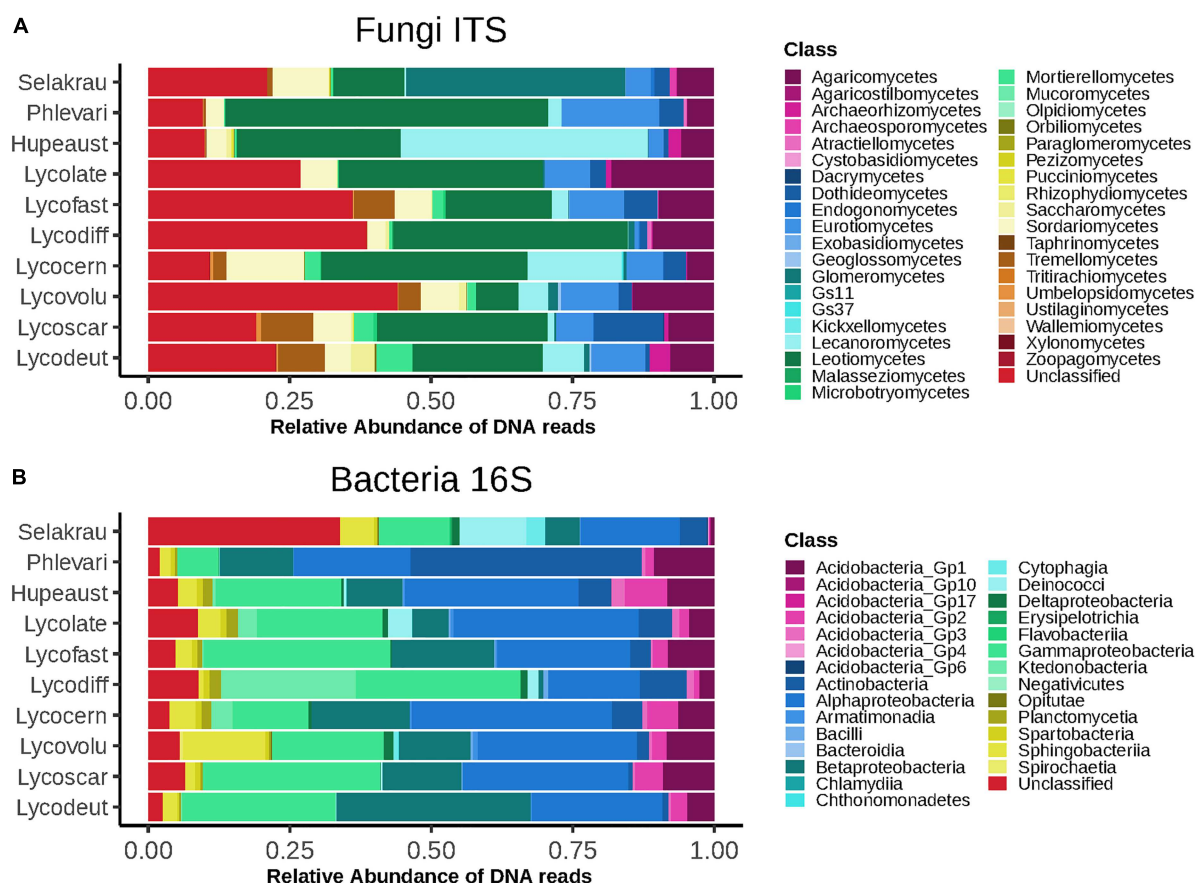 A
Fungi ITS
Selakrau
Phlevari
Hupeaust
Lycolate
Lycofast
Lycodiff
Lycocern
Lycovolu
Lycoscar
Lycodeut
0.00 0.25 0.50 0.75 1.00
Relative Abundance of DNA reads
Class
Agaricomycetes
Agaricostilbomycetes
Archaeorhizomycetes
Archaeosporomycetes
Atractiellomycetes
Cystobasidiomycetes
Dacrymycetes
Dothideomycetes
Endogonomycetes
Eurotiomycetes
Exobasidiomycetes
Geoglossomycetes
Glomeromycetes
Gs11
Gs37
Kickxellomycetes
Lecanoromycetes
Leotiomycetes
Malasseziomycetes
Microbotryomycetes
Mortierellomycetes
Mucoromycetes
Olpidiomycetes
Orbiliomycetes
Paraglomeromycetes
Pezizomycetes
Pucciniomycetes
Rhizophydiomycetes
Saccharomycetes
Sordariomycetes
Taphrinomycetes
Tremellomycetes
Tritirachiomycetes
Umbelopsidomycetes
Ustilaginomycetes
Wallemiomycetes
Xylonomycetes
Zoopagomycetes
Unclassified
B
Bacteria 16S
Selakrau
Phlevari
Hupeaust
Lycolate
Lycofast
Lycodiff
Lycocern
Lycovolu
Lycoscar
Lycodeut
0.00 0.25 0.50 0.75 1.00
Relative Abundance of DNA reads
Class
Acidobacteria_Gp1
Acidobacteria_Gp10
Acidobacteria_Gp17
Acidobacteria_Gp2
Acidobacteria_Gp3
Acidobacteria_Gp4
Acidobacteria_Gp6
Actinobacteria
Alphaproteobacteria
Armatimonadia
Bacilli
Bacteroidia
Betaproteobacteria
Chlamydiia
Chthonomonadetes
Cytophagia
Deinococci
Deltaproteobacteria
Erysipelotrichia
Flavobacteriia
Gammaproteobacteria
Ktedonobacteria
Negativicutes
Opitutae
Planctomycetia
Spartobacteria
Sphingobacteriia
Spirochaetia
Unclassified